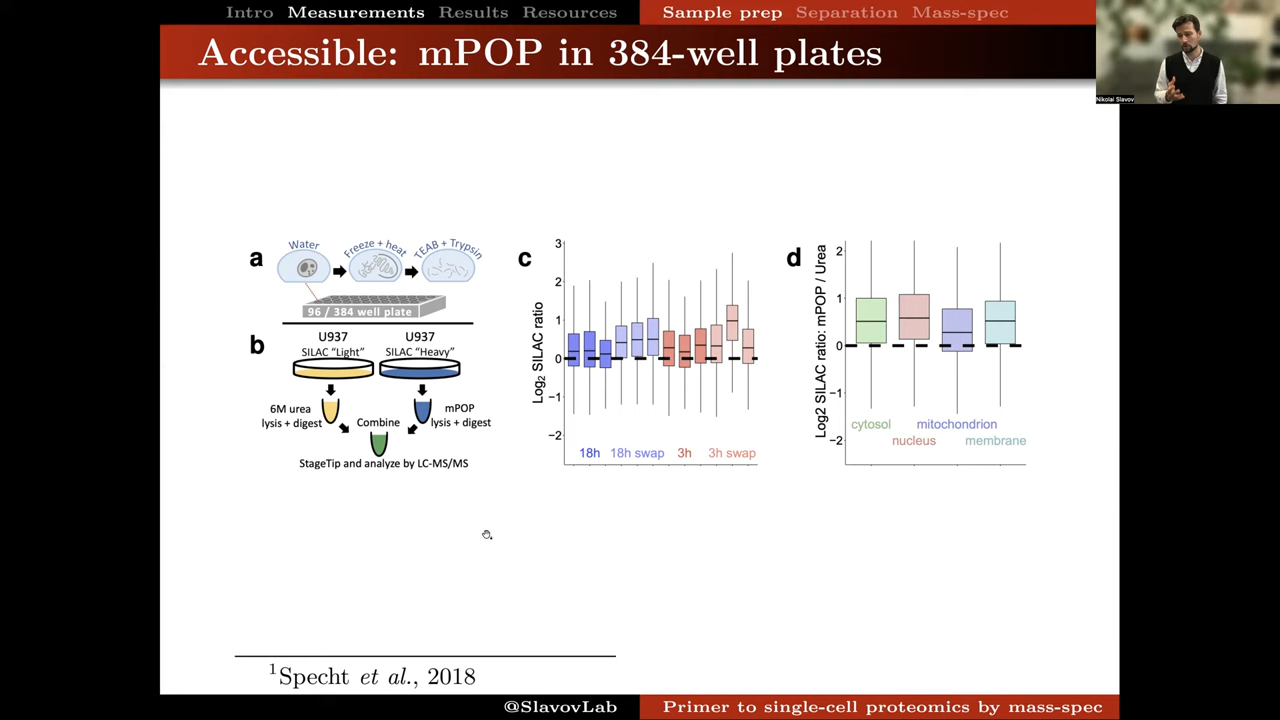 Intro Measurements Results Resources Sample prep Separation Mass-spec
Accessible: mPOP in 384-well plates
Nikolai Slavov
a
Water
Freeze + heat
TEAB + Trypsin
96 / 384 well plate
b
U937
SILAC “Light”
U937
SILAC “Heavy”
6M urea
lysis + digest
Combine
mPOP
lysis + digest
StageTip and analyze by LC-MS/MS
c
Log2 SILAC ratio
3
2
1
0
−1
−2
18h 18h swap 3h 3h swap
d
Log2 SILAC ratio: mPOP / Urea
2
1
0
−1
−2
cytosol mitochondrion
nucleus membrane
1Specht et al., 2018
@SlavovLab Primer to single-cell proteomics by mass-spec